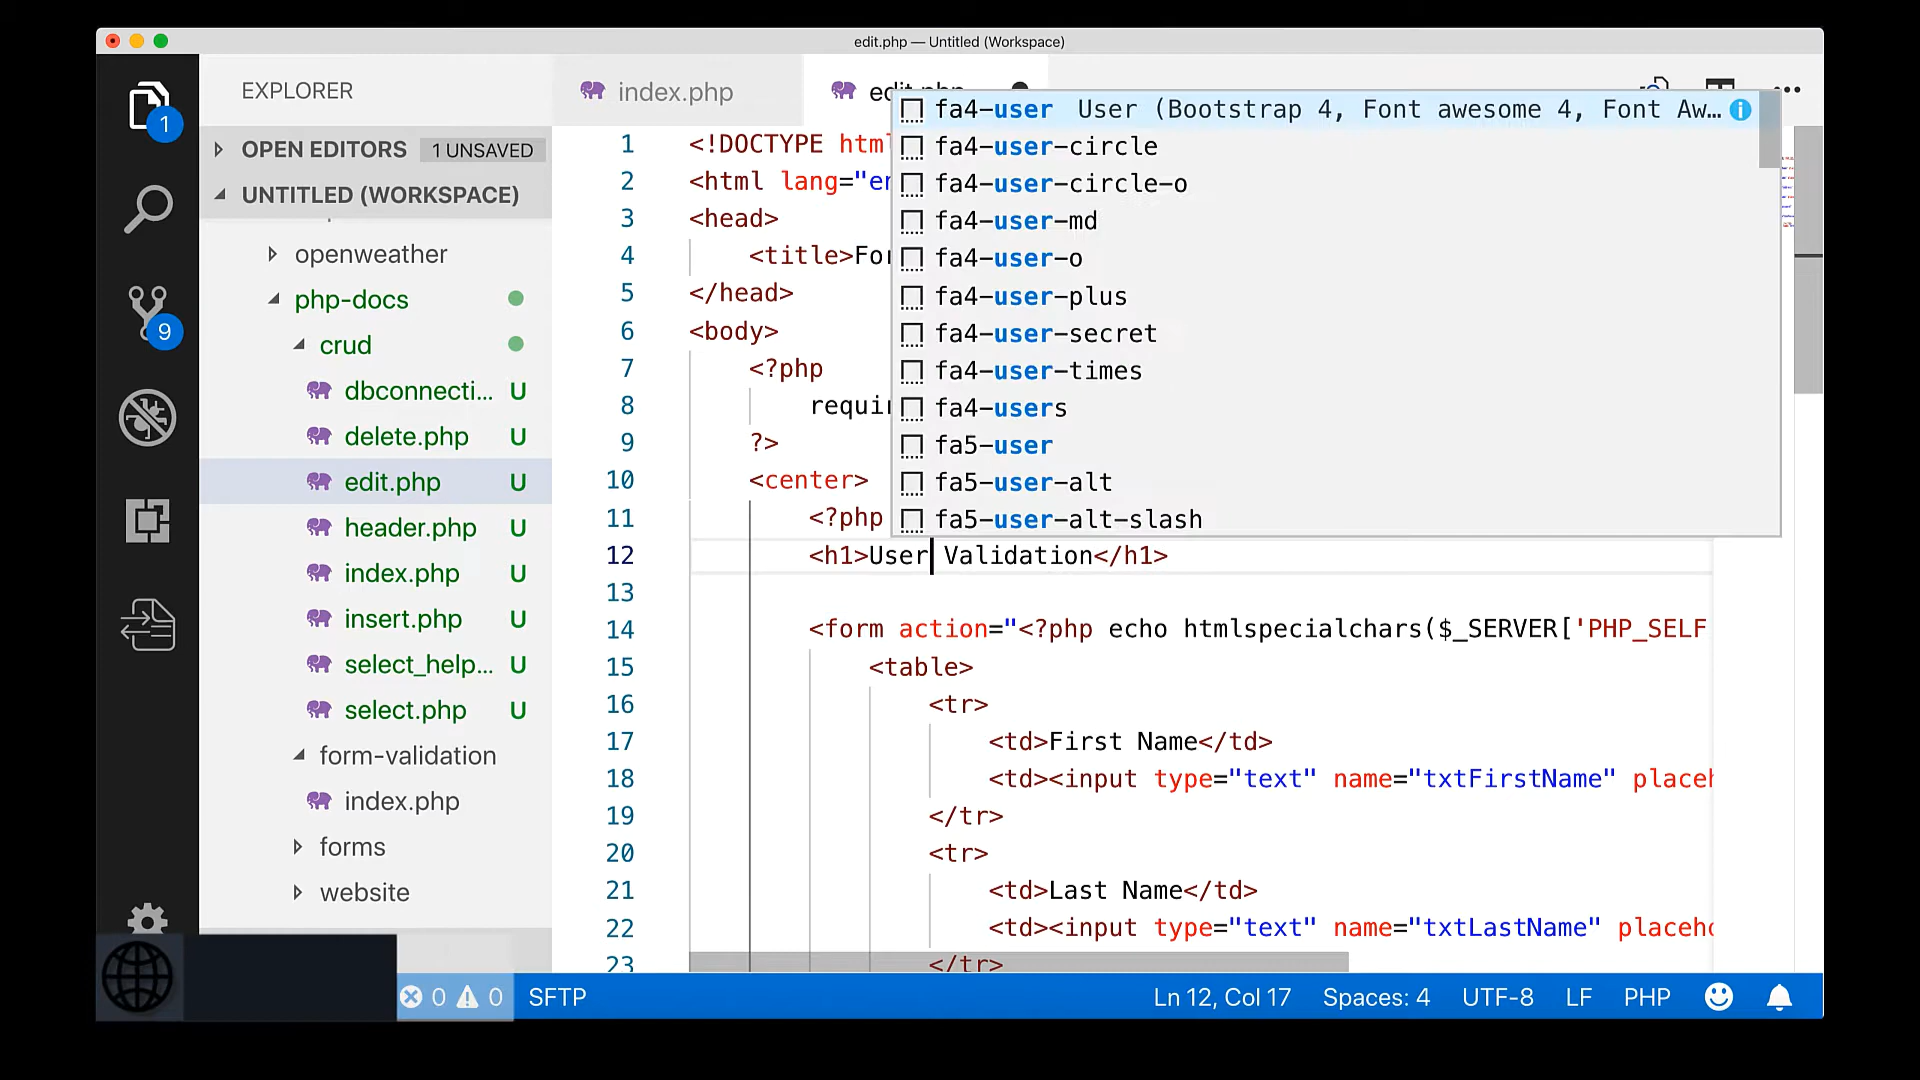 edit.php — Untitled (Workspace)
EXPLORER
OPEN EDITORS 1 UNSAVED
UNTITLED (WORKSPACE)
openweather
php-docs
crud
dbconnecti... U
delete.php U
edit.php U
header.php U
index.php U
insert.php U
select_help... U
select.php U
form-validation
index.php
forms
website
1
9
index.php
edit.php
1 <!DOCTYPE htm
2 <html lang="en
3 <head>
4 <title>For
5 </head>
6 <body>
7 <?php
8 requir
9 ?>
10 <center>
11 <?php
12 <h1>User Validation</h1>
13
14 <form action="<?php echo htmlspecialchars($_SERVER['PHP_SELF
15 <table>
16 <tr>
17 <td>First Name</td>
18 <td><input type="text" name="txtFirstName" placeh
19 </tr>
20 <tr>
21 <td>Last Name</td>
22 <td><input type="text" name="txtLastName" placeho
23 </tr>
fa4-user User (Bootstrap 4, Font awesome 4, Font Aw...
fa4-user-circle
fa4-user-circle-o
fa4-user-md
fa4-user-o
fa4-user-plus
fa4-user-secret
fa4-user-times
fa4-users
fa5-user
fa5-user-alt
fa5-user-alt-slash
0 0 SFTP Ln 12, Col 17 Spaces: 4 UTF-8 LF PHP